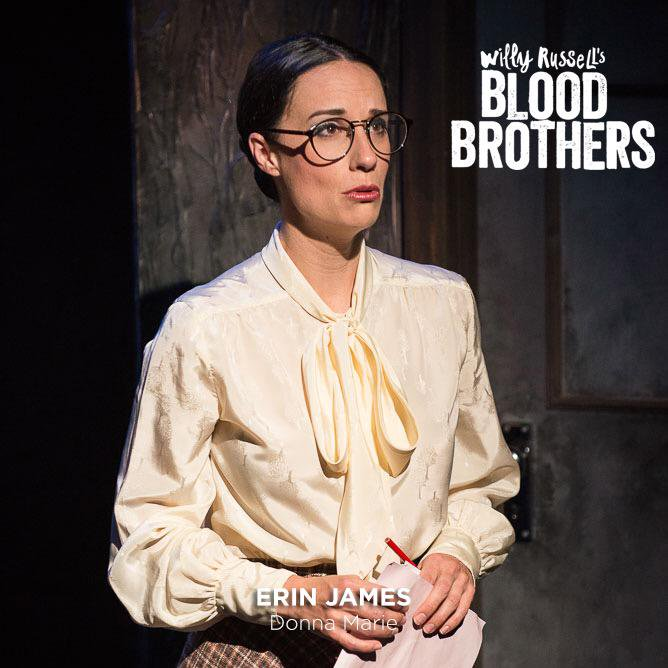 Willy Russell's
BLOOD
BROTHERS
ERIN JAMES
Donna Marie